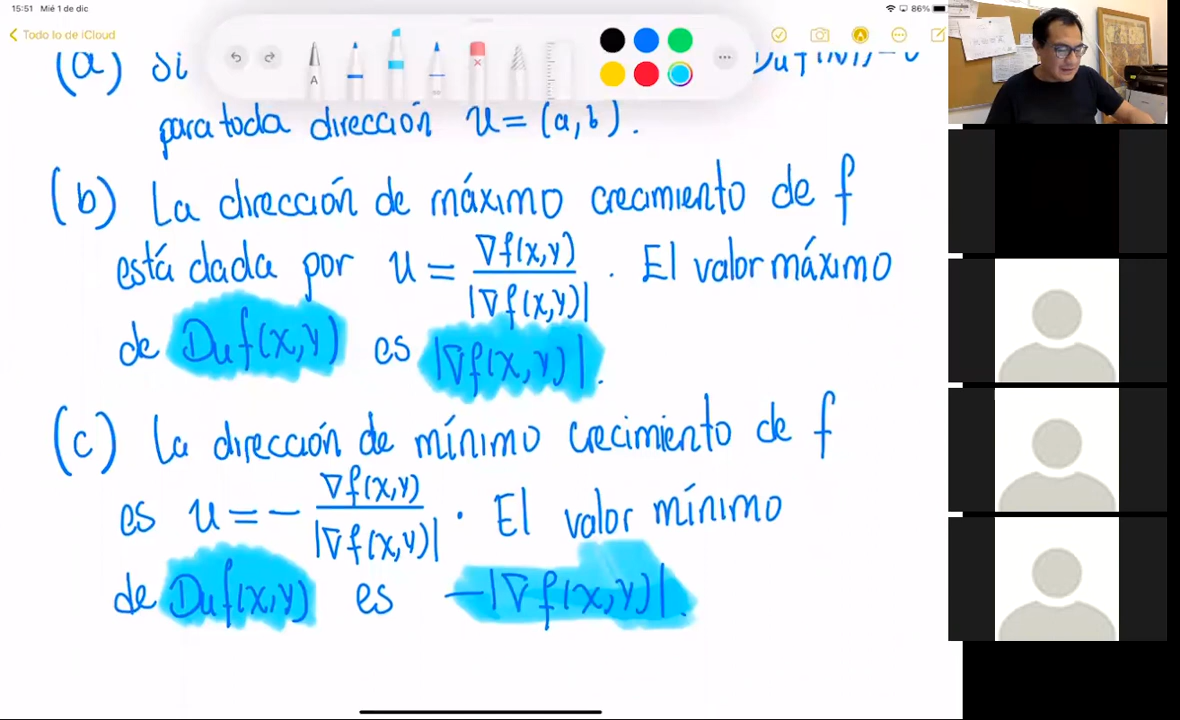 15:51 Mié 1 de dic
86%
Todo lo de iCloud
(a) Si
para toda dirección u = (a,b).
(b) La dirección de máximo crecimiento de f
está dada por u = ∇f(x,y) / |∇f(x,y)| . El valor máximo
de Duf(x,y) es |∇f(x,y)|.
(c) La dirección de mínimo crecimiento de f
es u = - ∇f(x,y) / |∇f(x,y)| . El valor mínimo
de Duf(x,y) es -|∇f(x,y)|.